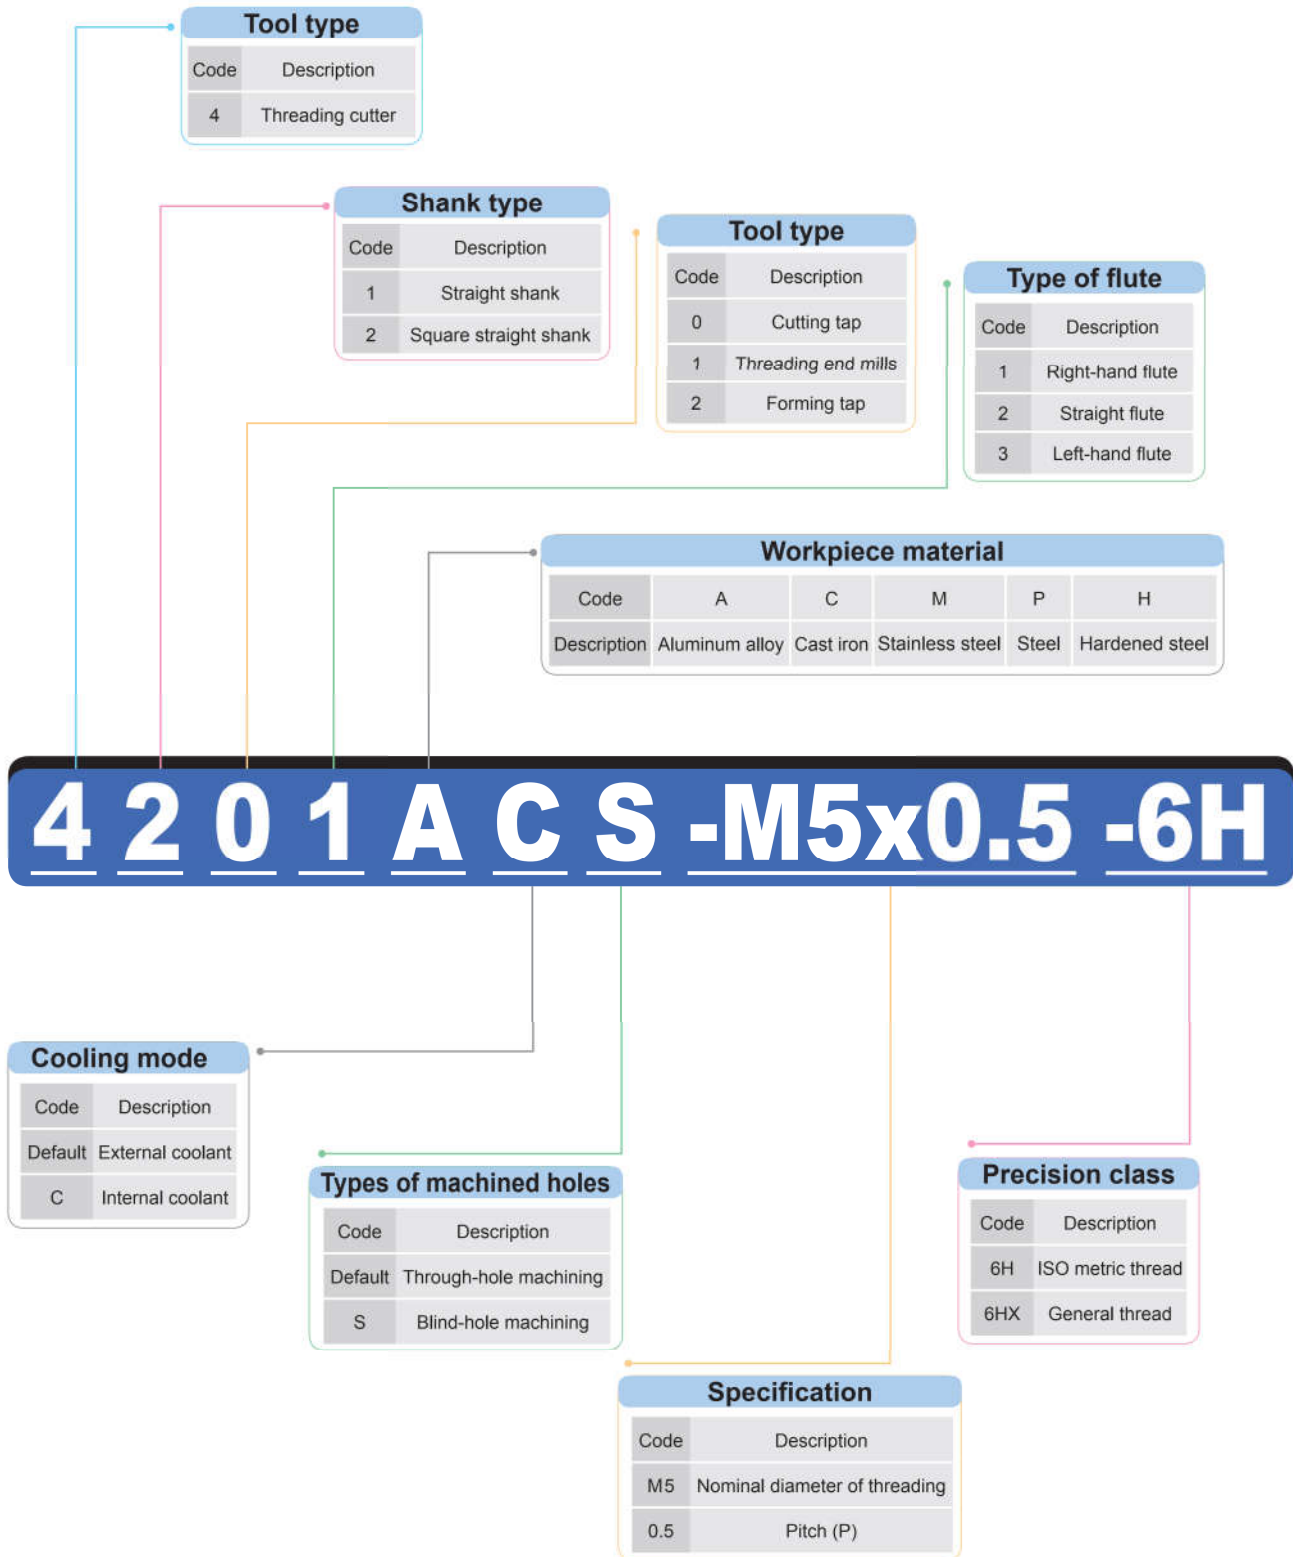 Tool type
Code Description
4 Threading cutter
Shank type
Code Description
1 Straight shank
2 Square straight shank
Tool type
Code Description
0 Cutting tap
1 Threading end mills
2 Forming tap
Type of flute
Code Description
1 Right-hand flute
2 Straight flute
3 Left-hand flute
Workpiece material
Code A C M P H
Description Aluminum alloy Cast iron Stainless steel Steel Hardened steel
4 2 0 1 A C S -M5x0.5 -6H
Cooling mode
Code Description
Default External coolant
C Internal coolant
Types of machined holes
Code Description
Default Through-hole machining
S Blind-hole machining
Precision class
Code Description
6H ISO metric thread
6HX General thread
Specification
Code Description
M5 Nominal diameter of threading
0.5 Pitch (P)